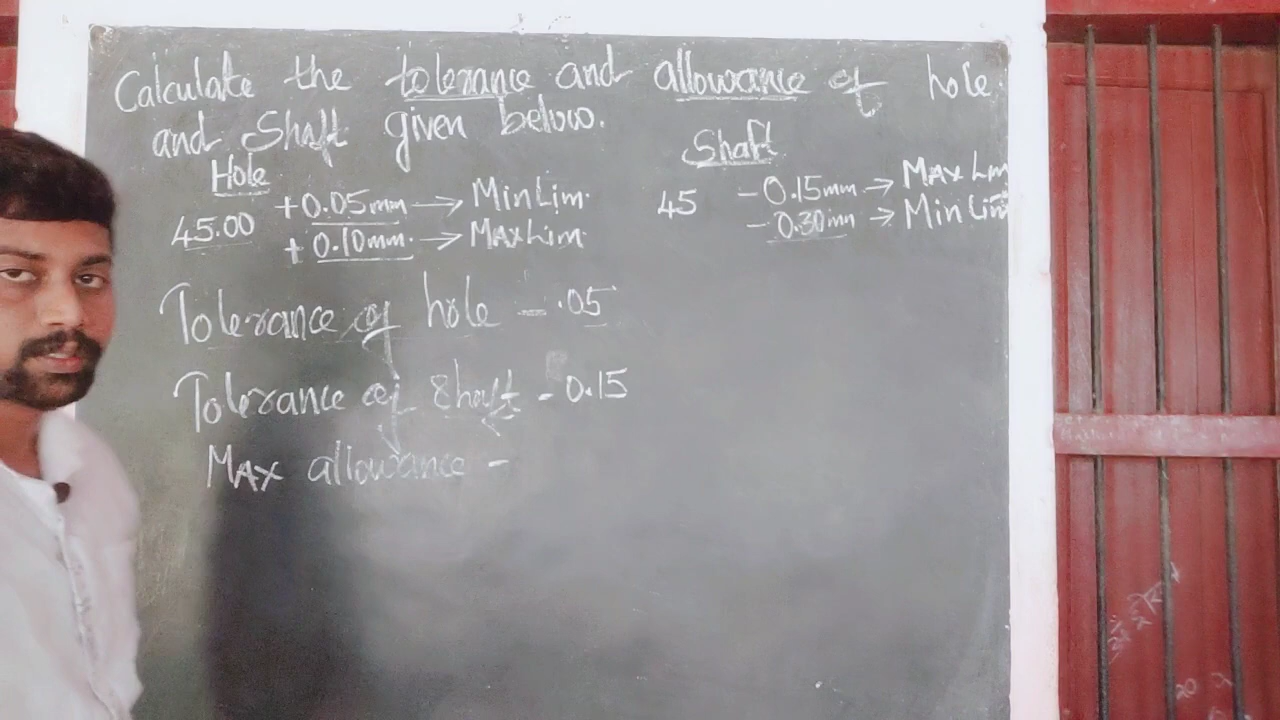 Calculate the tolerance and allowance of hole
and Shaft given below.
Hole
Shaft
45.00 +0.05mm → Min Lim.
+ 0.10mm. → Max Lim.
45 - 0.15mm → MAX Lim
- 0.30mm → Min Lim
Tolerance of hole - .05
Tolerance of Shaft - 0.15
MAX allowance -